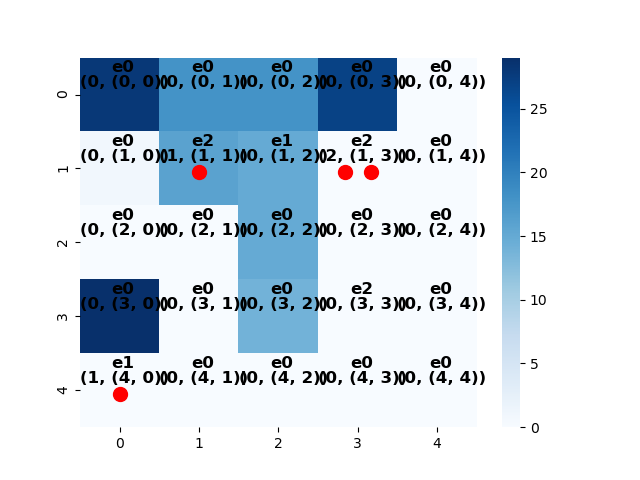 e0 e0 e0 e0 e0
(0, (0, 0)) (0, (0, 1)) (0, (0, 2)) (0, (0, 3)) (0, (0, 4))
0
e0 e2 e1 e2 e0
(0, (1, 0)) (1, (1, 1)) (0, (1, 2)) (2, (1, 3)) (0, (1, 4))
1
e0 e0 e0 e0 e0
(0, (2, 0)) (0, (2, 1)) (0, (2, 2)) (0, (2, 3)) (0, (2, 4))
2
e0 e0 e0 e2 e0
(0, (3, 0)) (0, (3, 1)) (0, (3, 2)) (0, (3, 3)) (0, (3, 4))
3
e1 e0 e0 e0 e0
(1, (4, 0)) (0, (4, 1)) (0, (4, 2)) (0, (4, 3)) (0, (4, 4))
4
0 1 2 3 4
25
20
15
10
5
0